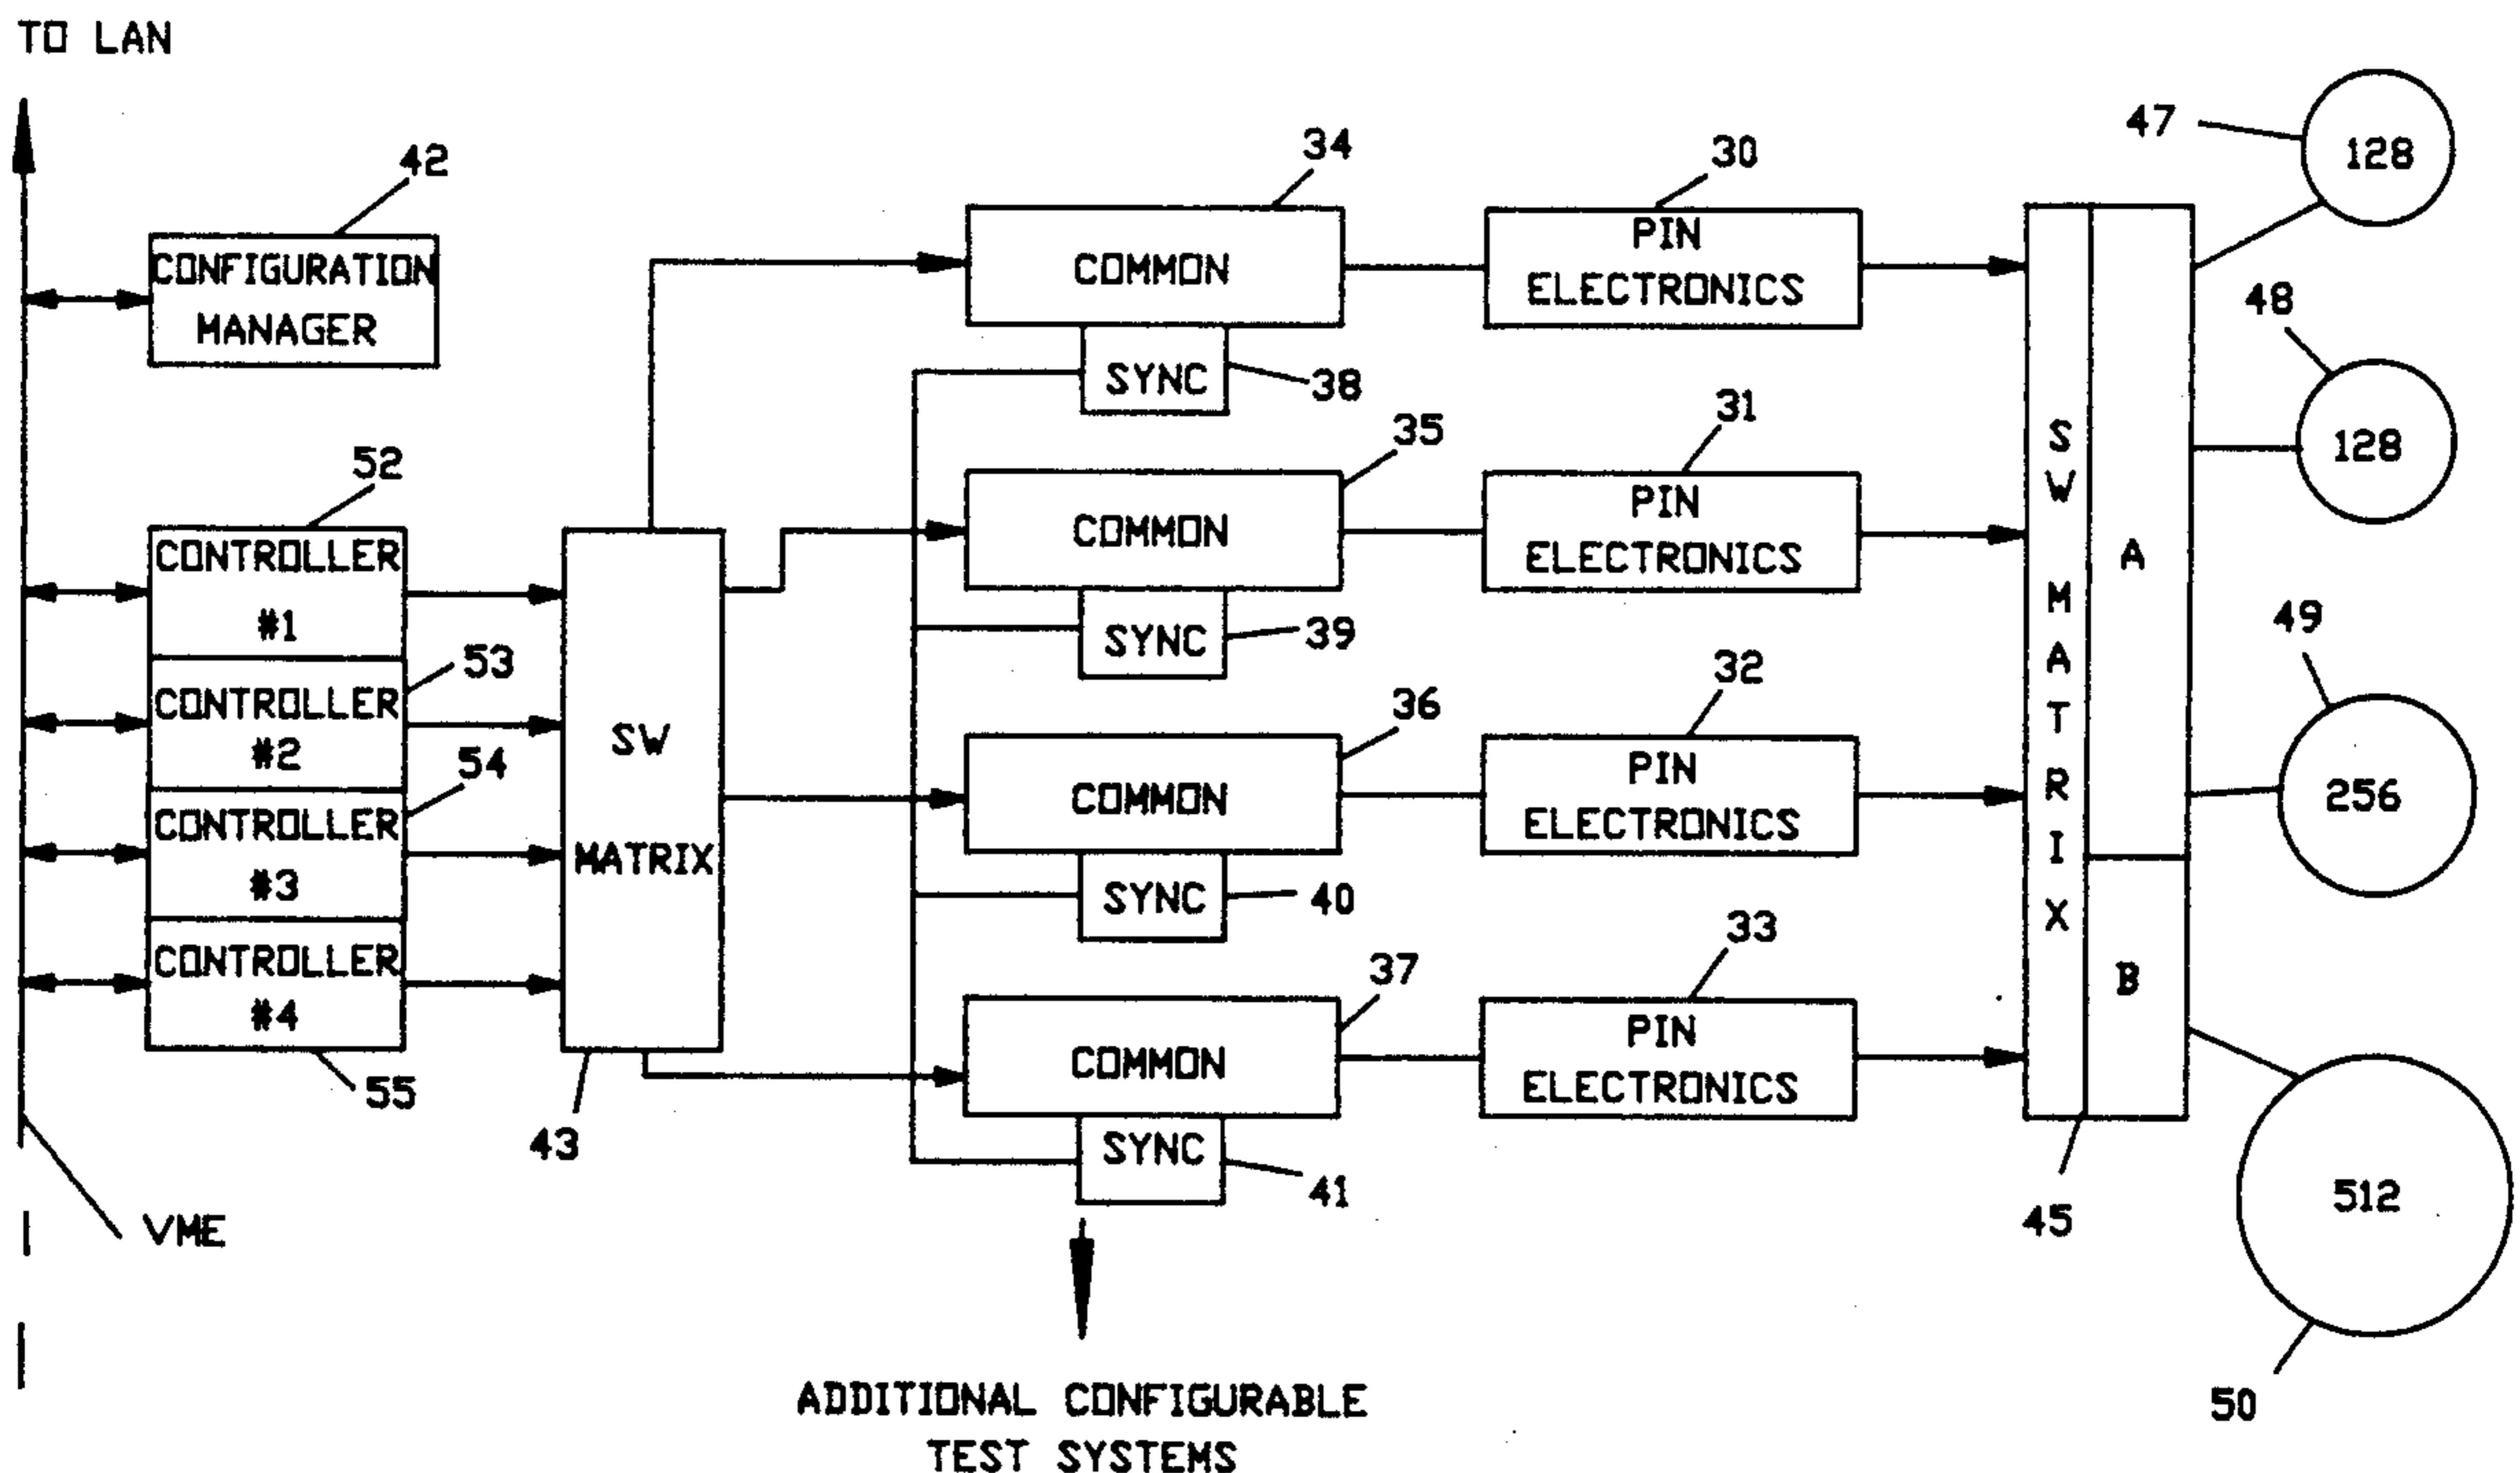 TO LAN
42
CONFIGURATION
MANAGER
52
CONTROLLER
#1
53
CONTROLLER
#2
54
CONTROLLER
#3
CONTROLLER
#4
55
VME
SW
MATRIX
43
34
COMMON
SYNC
38
35
COMMON
SYNC
39
36
COMMON
SYNC
40
37
COMMON
SYNC
41
30
PIN
ELECTRONICS
31
PIN
ELECTRONICS
32
PIN
ELECTRONICS
33
PIN
ELECTRONICS
SW MATRIX
A
B
45
47
128
48
128
49
256
512
50
ADDITIONAL CONFIGURABLE
TEST SYSTEMS